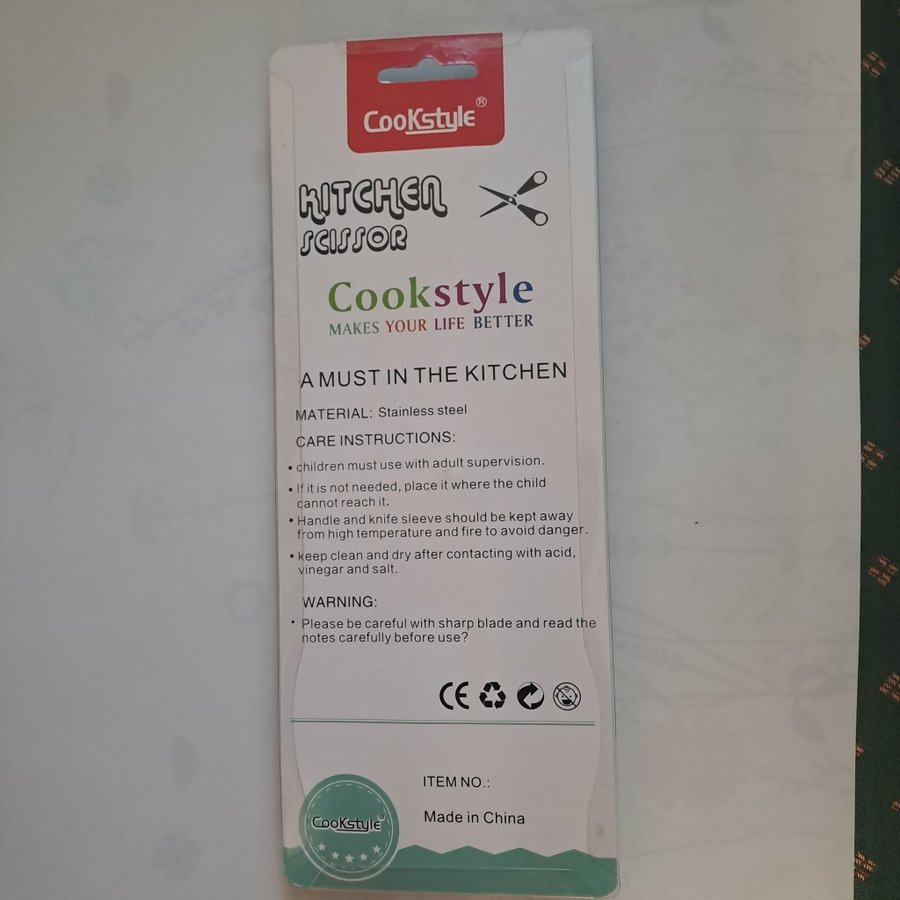 CooKstyle®
KITCHEN
SCISSOR
Cookstyle
MAKES YOUR LIFE BETTER
A MUST IN THE KITCHEN
MATERIAL: Stainless steel
CARE INSTRUCTIONS:
• children must use with adult supervision.
• If it is not needed, place it where the child
cannot reach it.
• Handle and knife sleeve should be kept away
from high temperature and fire to avoid danger.
• keep clean and dry after contacting with acid,
vinegar and salt.
WARNING:
• Please be careful with sharp blade and read the
notes carefully before use?
CE
ITEM NO.:
Made in China
CooKstyle®